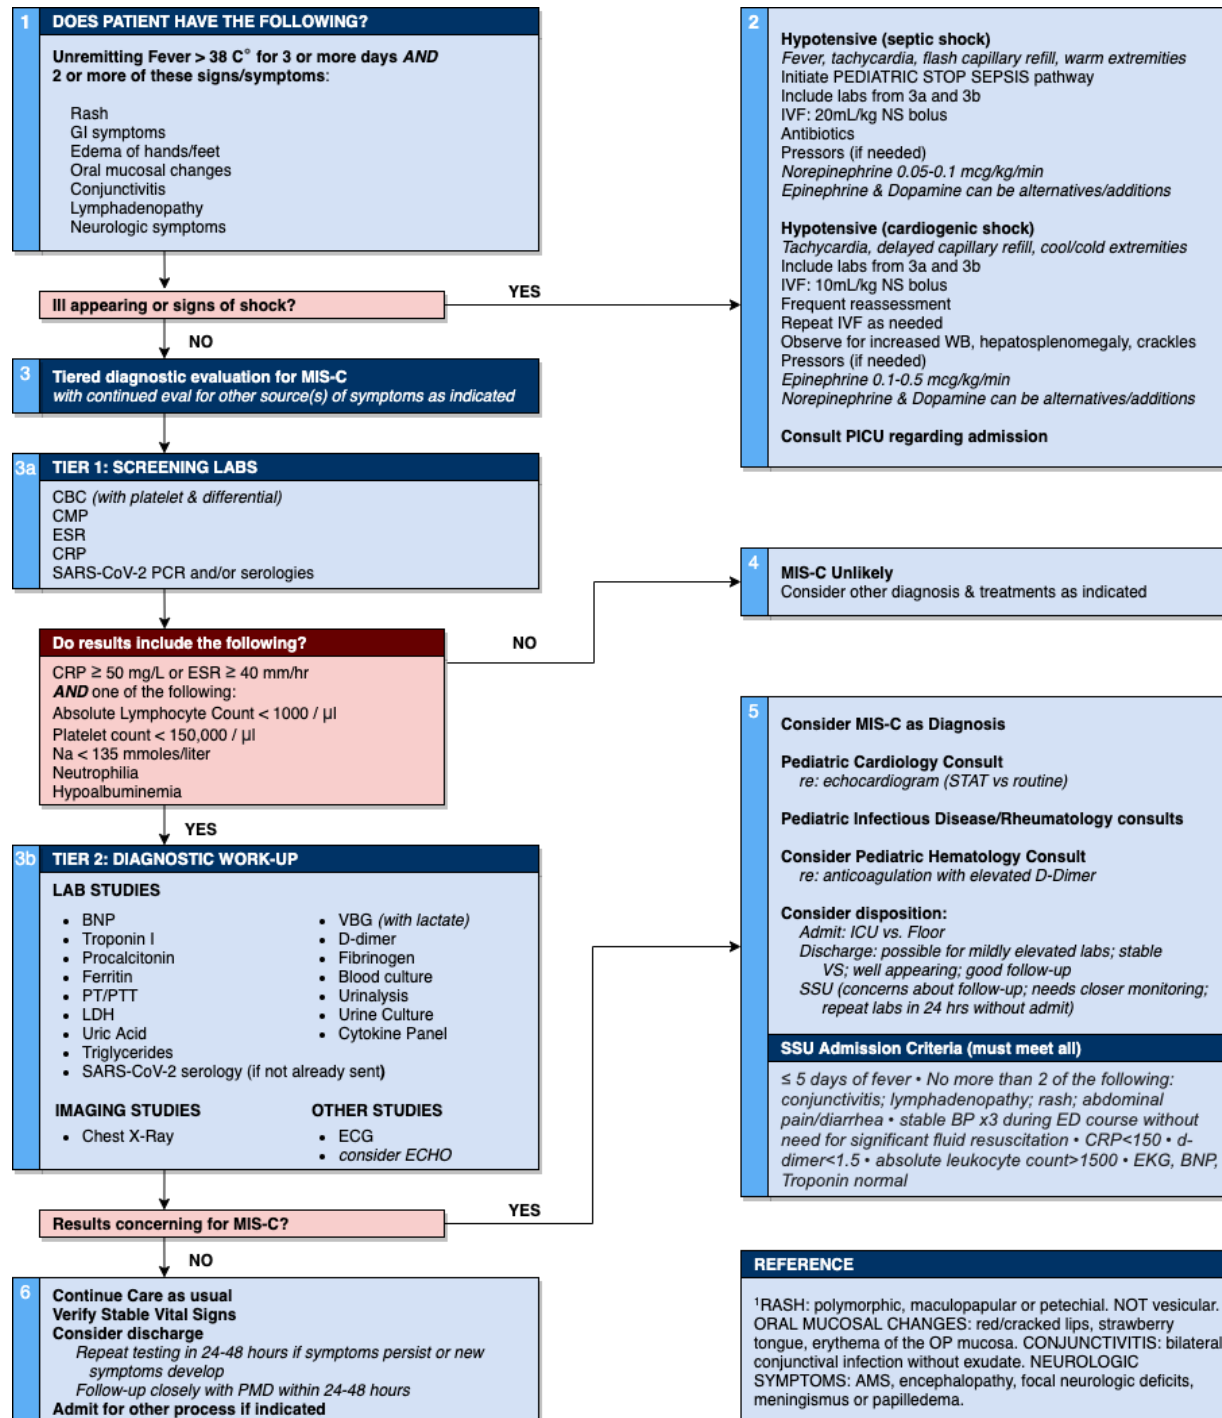 1
DOES PATIENT HAVE THE FOLLOWING?
Unremitting Fever > 38 C° for 3 or more days AND
2 or more of these signs/symptoms:
Rash
GI symptoms
Edema of hands/feet
Oral mucosal changes
Conjunctivitis
Lymphadenopathy
Neurologic symptoms
Ill appearing or signs of shock?
YES
NO
2
Hypotensive (septic shock)
Fever, tachycardia, flash capillary refill, warm extremities
Initiate PEDIATRIC STOP SEPSIS pathway
Include labs from 3a and 3b
IVF: 20mL/kg NS bolus
Antibiotics
Pressors (if needed)
Norepinephrine 0.05-0.1 mcg/kg/min
Epinephrine & Dopamine can be alternatives/additions
Hypotensive (cardiogenic shock)
Tachycardia, delayed capillary refill, cool/cold extremities
Include labs from 3a and 3b
IVF: 10mL/kg NS bolus
Frequent reassessment
Repeat IVF as needed
Observe for increased WB, hepatosplenomegaly, crackles
Pressors (if needed)
Epinephrine 0.1-0.5 mcg/kg/min
Norepinephrine & Dopamine can be alternatives/additions
Consult PICU regarding admission
3
Tiered diagnostic evaluation for MIS-C
with continued eval for other source(s) of symptoms as indicated
3a
TIER 1: SCREENING LABS
CBC (with platelet & differential)
CMP
ESR
CRP
SARS-CoV-2 PCR and/or serologies
Do results include the following?
CRP ≥ 50 mg/L or ESR ≥ 40 mm/hr
AND one of the following:
Absolute Lymphocyte Count < 1000 / µl
Platelet count < 150,000 / µl
Na < 135 mmoles/liter
Neutrophilia
Hypoalbuminemia
NO
YES
4
MIS-C Unlikely
Consider other diagnosis & treatments as indicated
3b
TIER 2: DIAGNOSTIC WORK-UP
LAB STUDIES
• BNP
• Troponin I
• Procalcitonin
• Ferritin
• PT/PTT
• LDH
• Uric Acid
• Triglycerides
• SARS-CoV-2 serology (if not already sent)
• VBG (with lactate)
• D-dimer
• Fibrinogen
• Blood culture
• Urinalysis
• Urine Culture
• Cytokine Panel
IMAGING STUDIES
• Chest X-Ray
OTHER STUDIES
• ECG
• consider ECHO
Results concerning for MIS-C?
YES
NO
5
Consider MIS-C as Diagnosis
Pediatric Cardiology Consult
re: echocardiogram (STAT vs routine)
Pediatric Infectious Disease/Rheumatology consults
Consider Pediatric Hematology Consult
re: anticoagulation with elevated D-Dimer
Consider disposition:
Admit: ICU vs. Floor
Discharge: possible for mildly elevated labs; stable
VS; well appearing; good follow-up
SSU (concerns about follow-up; needs closer monitoring;
repeat labs in 24 hrs without admit)
SSU Admission Criteria (must meet all)
≤ 5 days of fever • No more than 2 of the following:
conjunctivitis; lymphadenopathy; rash; abdominal
pain/diarrhea • stable BP x3 during ED course without
need for significant fluid resuscitation • CRP<150 • d-
dimer<1.5 • absolute leukocyte count>1500 • EKG, BNP,
Troponin normal
6
Continue Care as usual
Verify Stable Vital Signs
Consider discharge
Repeat testing in 24-48 hours if symptoms persist or new
symptoms develop
Follow-up closely with PMD within 24-48 hours
Admit for other process if indicated
REFERENCE
¹RASH: polymorphic, maculopapular or petechial. NOT vesicular.
ORAL MUCOSAL CHANGES: red/cracked lips, strawberry
tongue, erythema of the OP mucosa. CONJUNCTIVITIS: bilateral
conjunctival infection without exudate. NEUROLOGIC
SYMPTOMS: AMS, encephalopathy, focal neurologic deficits,
meningismus or papilledema.